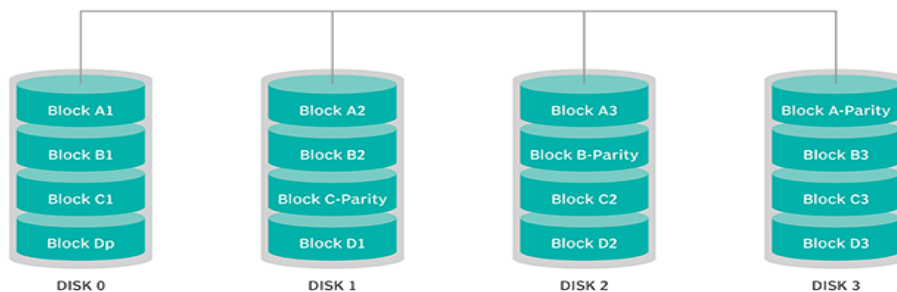 Block A1 Block A2 Block A3 Block A-Parity
Block B1 Block B2 Block B-Parity Block B3
Block C1 Block C-Parity Block C2 Block C3
Block Dp Block D1 Block D2 Block D3
DISK 0 DISK 1 DISK 2 DISK 3